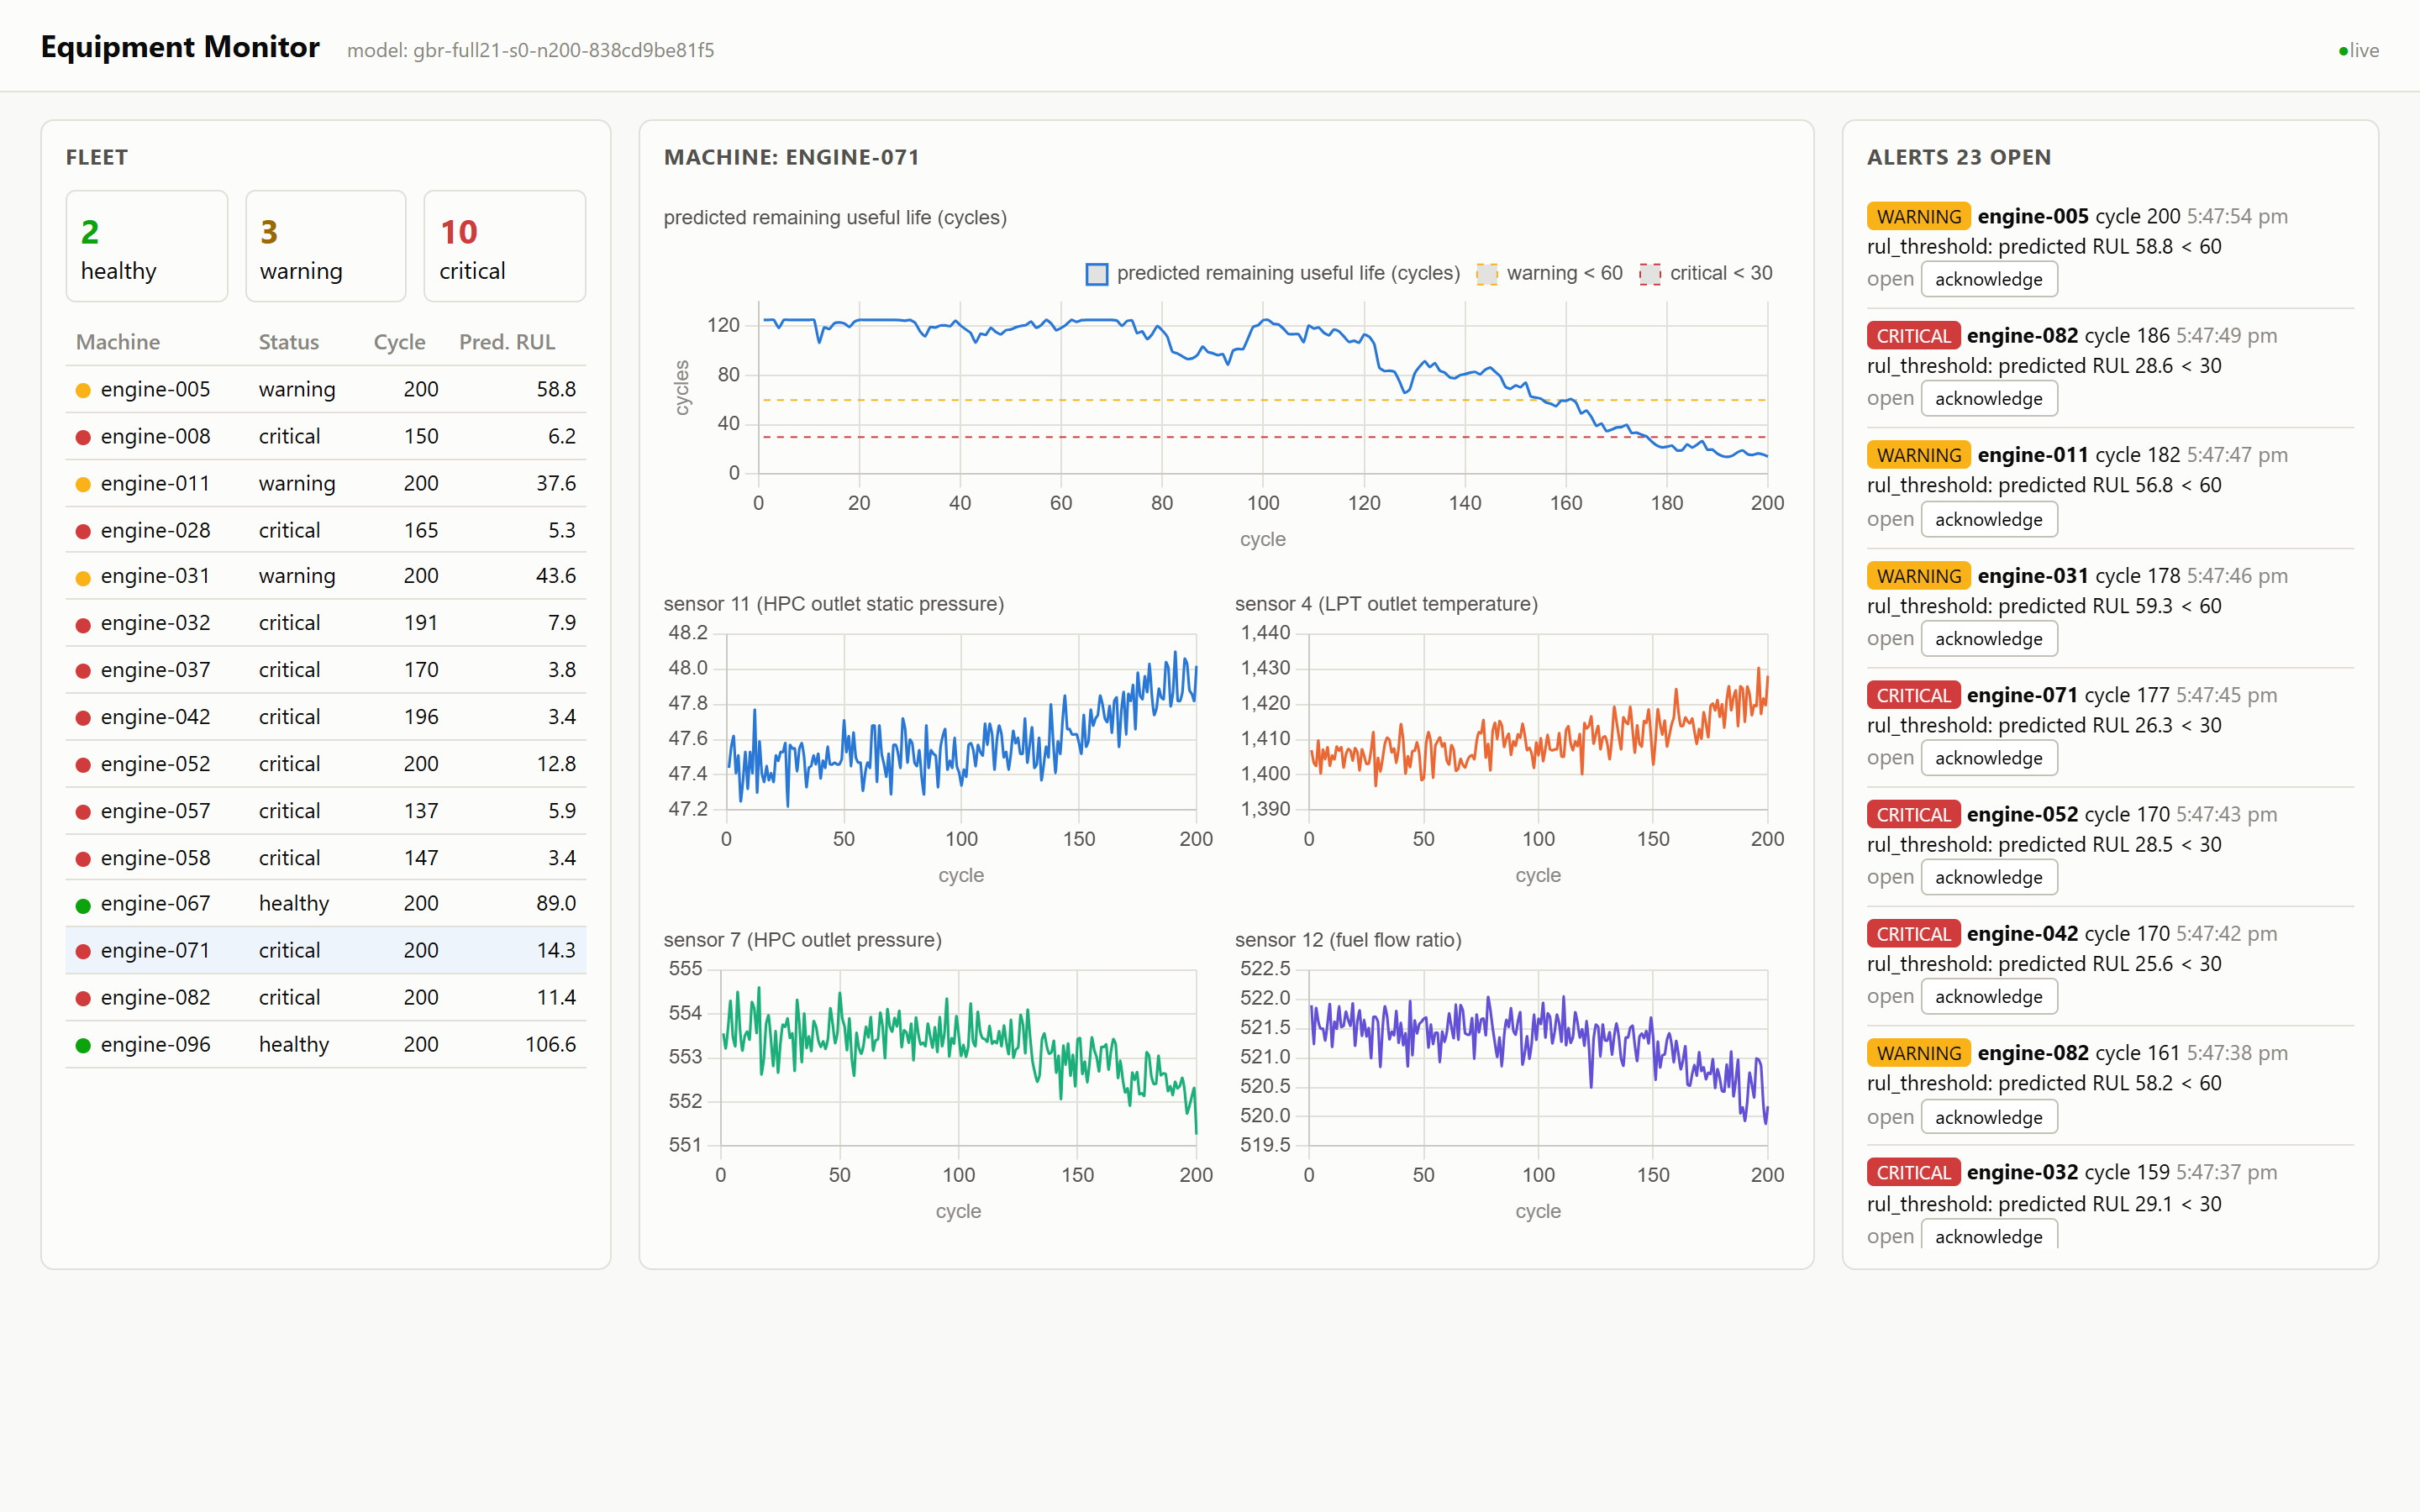 Equipment Monitor model: gbr-full21-s0-n200-838cd9be81f5
live
FLEET
2
healthy
3
warning
10
critical
Machine Status Cycle Pred. RUL
engine-005 warning 200 58.8
engine-008 critical 150 6.2
engine-011 warning 200 37.6
engine-028 critical 165 5.3
engine-031 warning 200 43.6
engine-032 critical 191 7.9
engine-037 critical 170 3.8
engine-042 critical 196 3.4
engine-052 critical 200 12.8
engine-057 critical 137 5.9
engine-058 critical 147 3.4
engine-067 healthy 200 89.0
engine-071 critical 200 14.3
engine-082 critical 200 11.4
engine-096 healthy 200 106.6
MACHINE: ENGINE-071
predicted remaining useful life (cycles)
predicted remaining useful life (cycles) warning < 60 critical < 30
cycles
120
80
40
0
0 20 40 60 80 100 120 140 160 180 200
cycle
sensor 11 (HPC outlet static pressure)
48.2
48.0
47.8
47.6
47.4
47.2
0 50 100 150 200
cycle
sensor 4 (LPT outlet temperature)
1,440
1,430
1,420
1,410
1,400
1,390
0 50 100 150 200
cycle
sensor 7 (HPC outlet pressure)
555
554
553
552
551
0 50 100 150 200
cycle
sensor 12 (fuel flow ratio)
522.5
522.0
521.5
521.0
520.5
520.0
519.5
0 50 100 150 200
cycle
ALERTS 23 OPEN
WARNING engine-005 cycle 200 5:47:54 pm
rul_threshold: predicted RUL 58.8 < 60
open acknowledge
CRITICAL engine-082 cycle 186 5:47:49 pm
rul_threshold: predicted RUL 28.6 < 30
open acknowledge
WARNING engine-011 cycle 182 5:47:47 pm
rul_threshold: predicted RUL 56.8 < 60
open acknowledge
WARNING engine-031 cycle 178 5:47:46 pm
rul_threshold: predicted RUL 59.3 < 60
open acknowledge
CRITICAL engine-071 cycle 177 5:47:45 pm
rul_threshold: predicted RUL 26.3 < 30
open acknowledge
CRITICAL engine-052 cycle 170 5:47:43 pm
rul_threshold: predicted RUL 28.5 < 30
open acknowledge
CRITICAL engine-042 cycle 170 5:47:42 pm
rul_threshold: predicted RUL 25.6 < 30
open acknowledge
WARNING engine-082 cycle 161 5:47:38 pm
rul_threshold: predicted RUL 58.2 < 60
open acknowledge
CRITICAL engine-032 cycle 159 5:47:37 pm
rul_threshold: predicted RUL 29.1 < 30
open acknowledge